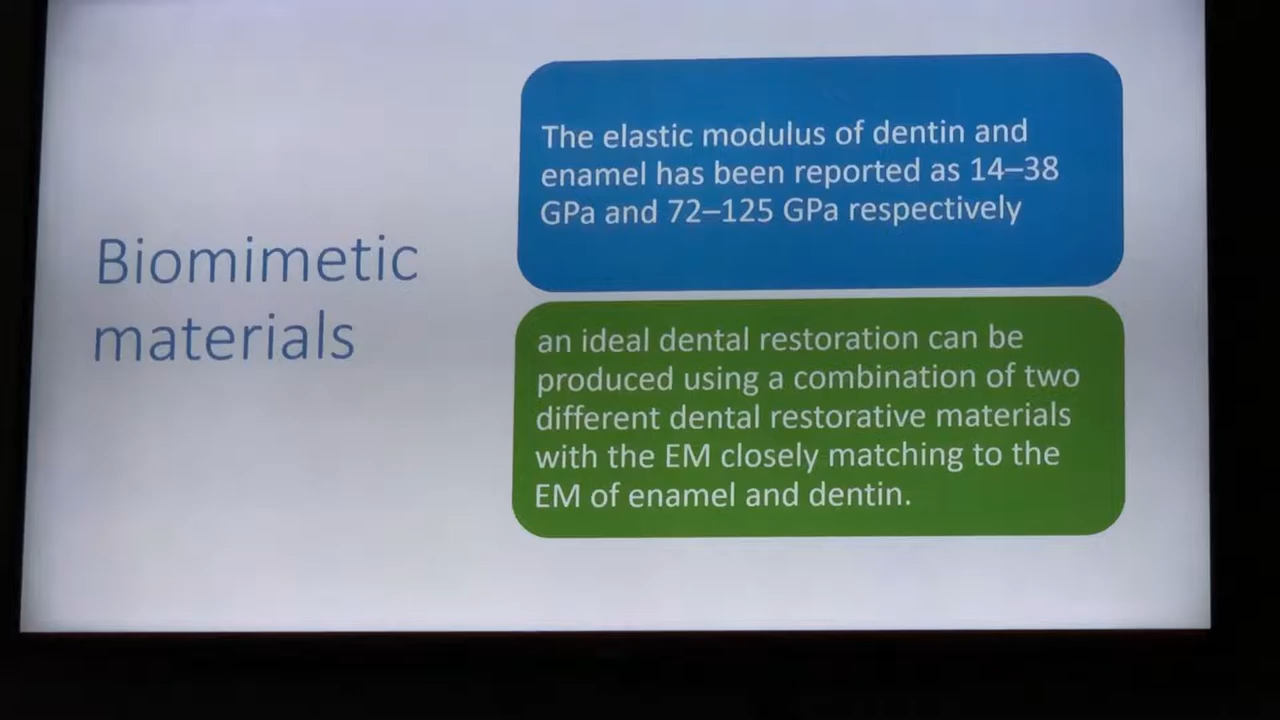 Biomimetic
materials
The elastic modulus of dentin and
enamel has been reported as 14–38
GPa and 72–125 GPa respectively
an ideal dental restoration can be
produced using a combination of two
different dental restorative materials
with the EM closely matching to the
EM of enamel and dentin.